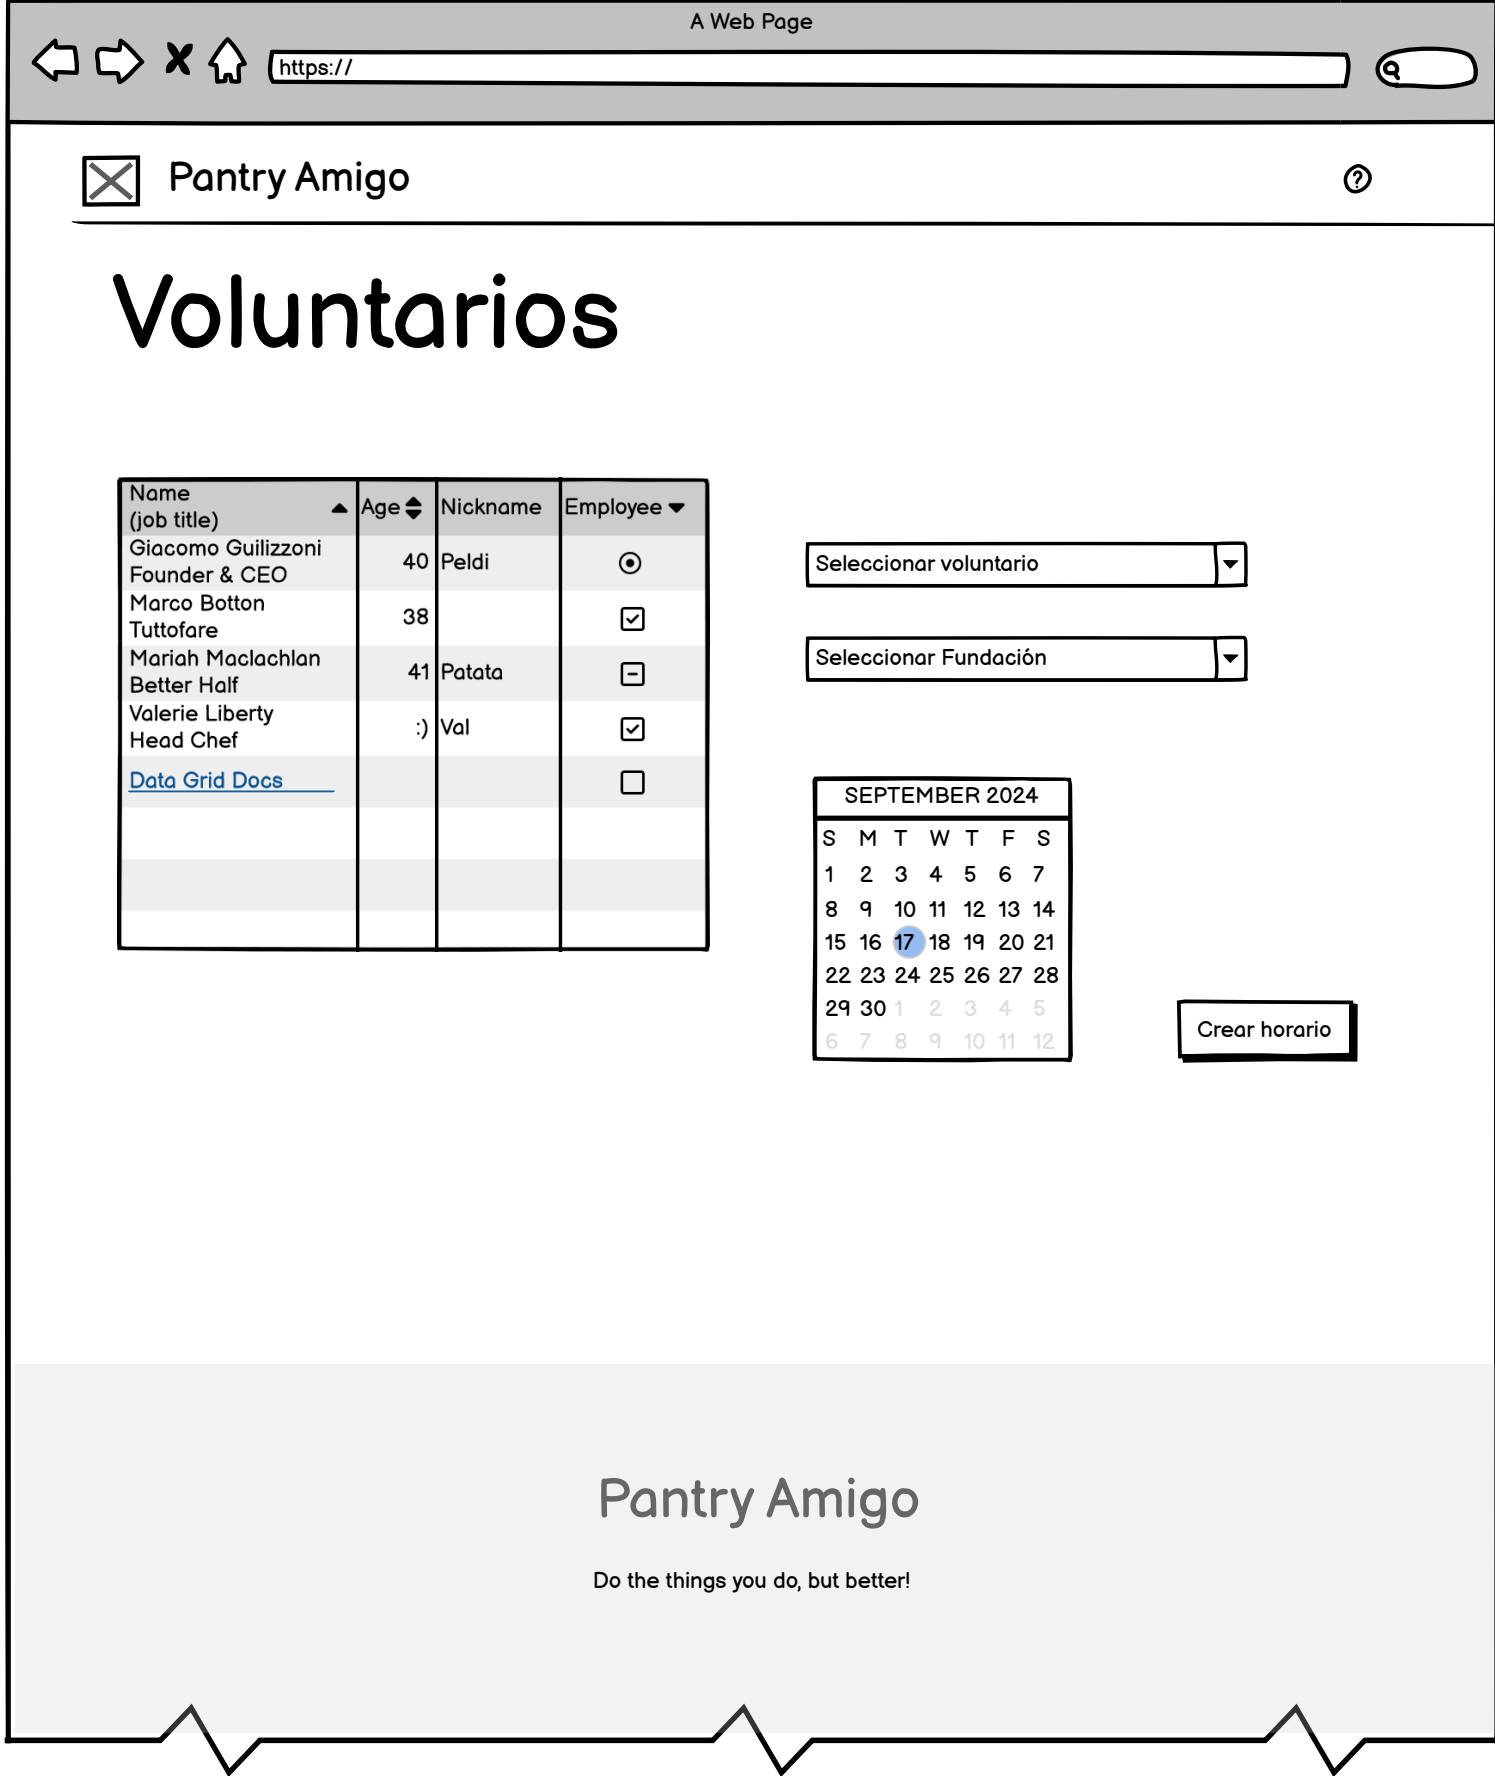 A Web Page
https://
Pantry Amigo
?
Voluntarios
Name
(job title)
Age
Nickname
Employee
Giacomo Guilizzoni
Founder & CEO
40
Peldi
Marco Botton
Tuttofare
38
Mariah Maclachlan
Better Half
41
Patata
Valerie Liberty
Head Chef
:)
Val
Data Grid Docs
Seleccionar voluntario
Seleccionar Fundación
SEPTEMBER 2024
S M T W T F S
1 2 3 4 5 6 7
8 9 10 11 12 13 14
15 16 17 18 19 20 21
22 23 24 25 26 27 28
29 30 1 2 3 4 5
6 7 8 9 10 11 12
Crear horario
Pantry Amigo
Do the things you do, but better!